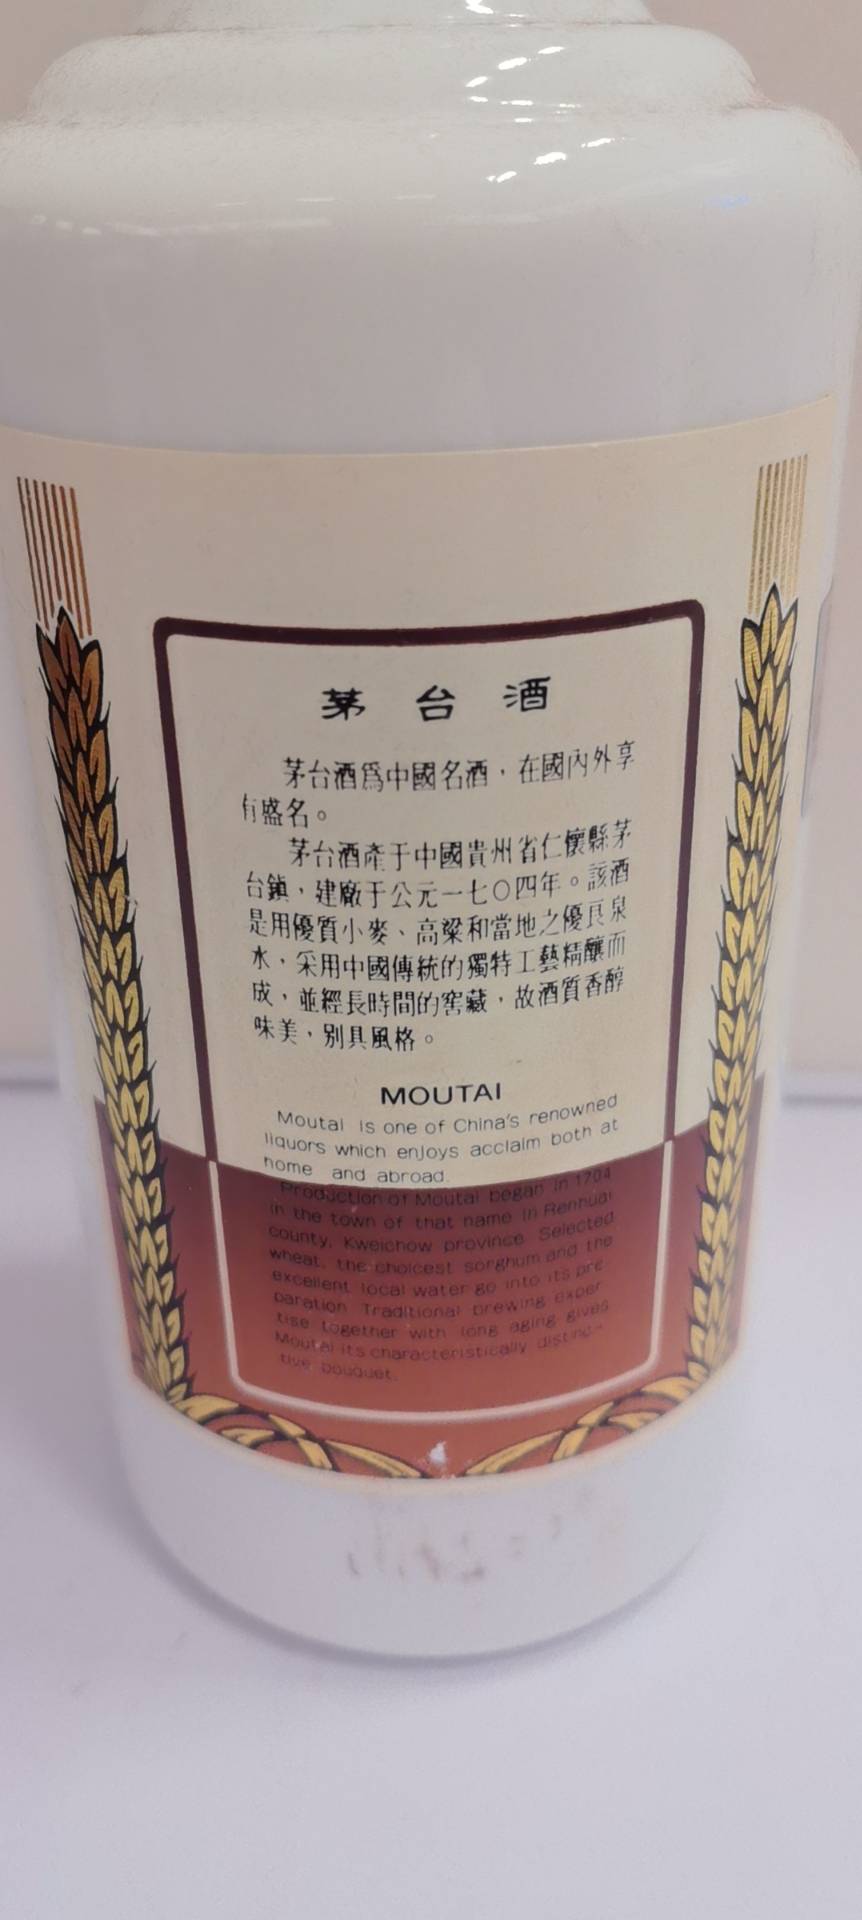 茅台酒
茅台酒爲中國名酒，在國內外享
有盛名。
茅台酒產于中國貴州省仁懷縣茅
台鎮，建廠于公元一七〇四年。該酒
是用優質小麥、高粱和當地之優良泉
水，采用中國傳統的獨特工藝精釀而
成，並經長時間的窖藏，故酒質香醇
味美，别具風格。
MOUTAI
Moutai is one of China's renowned
liquors which enjoys acclaim both at
home and abroad.
Production of Moutai began in 1704
in the town of that name in Renhuai
county, Kweichow province. Selected
wheat, the choicest sorghum and the
excellent local water go into its pre-
paration Traditional brewing exper
tise together with long aging gives
Moutai its characteristically distinc-
tive bouquet.